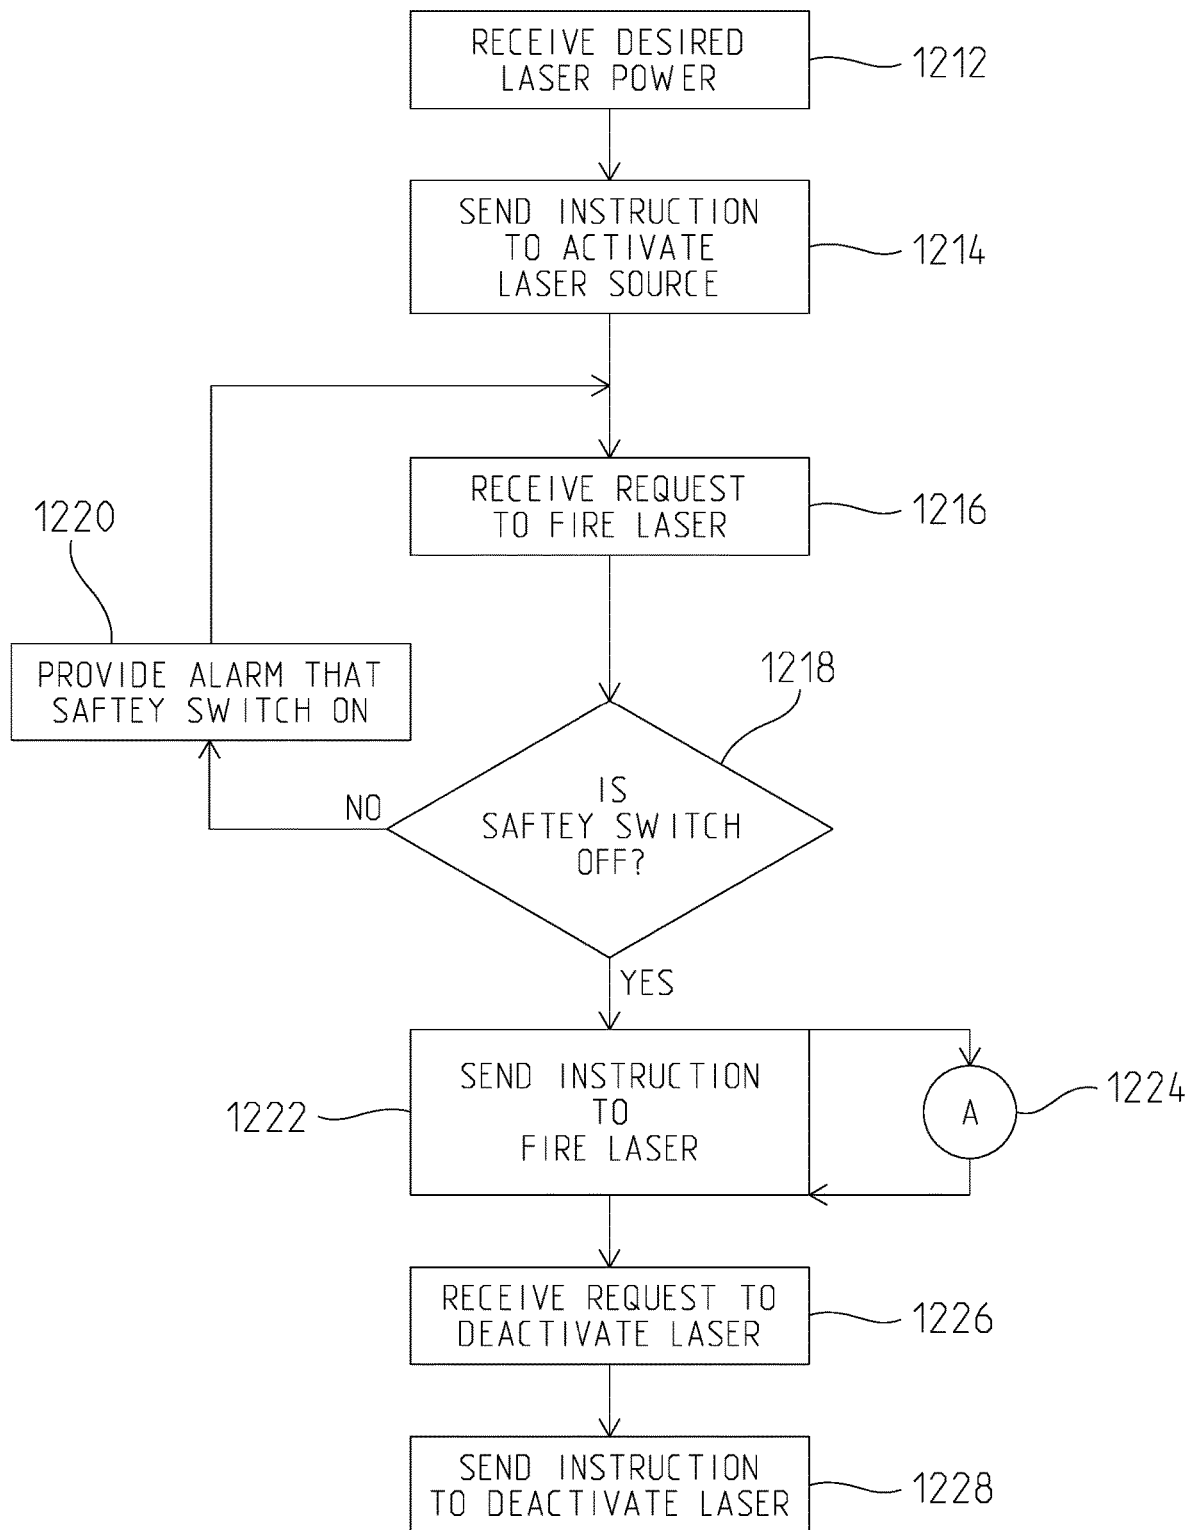 RECEIVE DESIRED
LASER POWER
1212
SEND INSTRUCTION
TO ACTIVATE
LASER SOURCE
1214
RECEIVE REQUEST
TO FIRE LASER
1216
1220
PROVIDE ALARM THAT
SAFTEY SWITCH ON
1218
IS
SAFTEY SWITCH
OFF?
NO
YES
SEND INSTRUCTION
TO
FIRE LASER
1222
A
1224
RECEIVE REQUEST TO
DEACTIVATE LASER
1226
SEND INSTRUCTION
TO DEACTIVATE LASER
1228